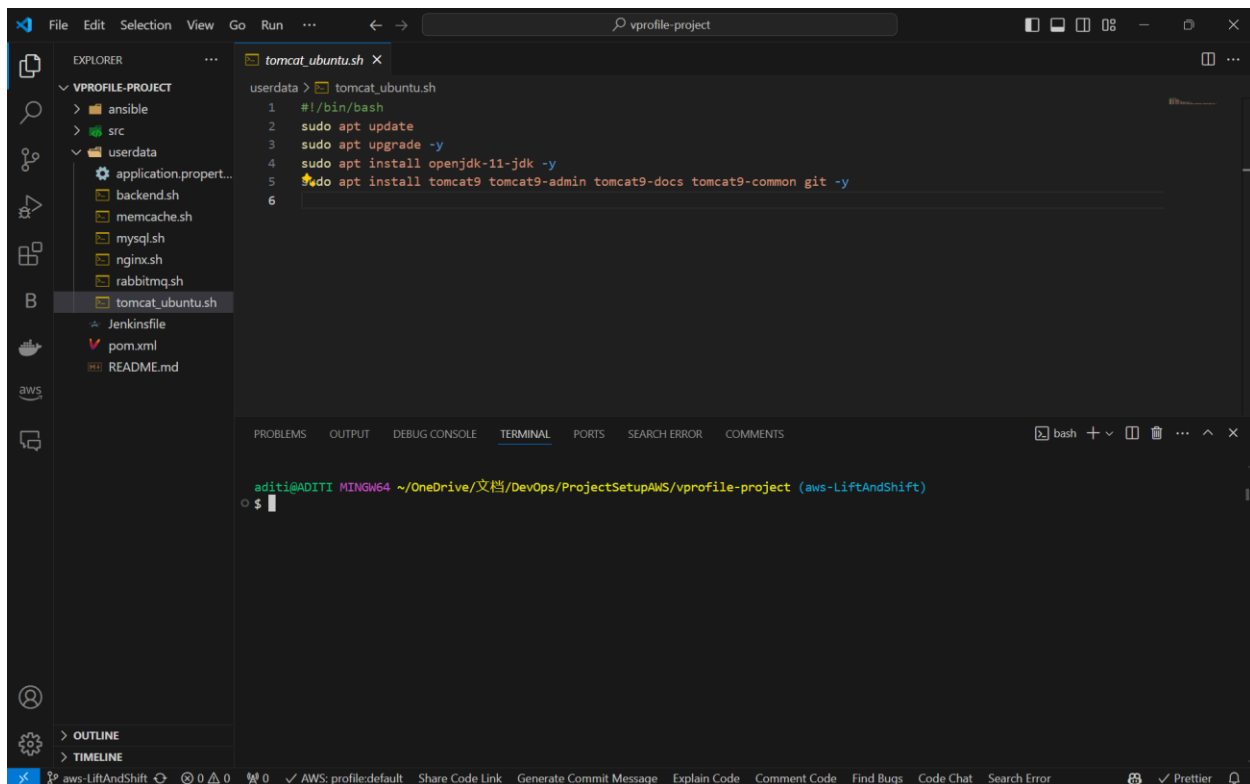 File Edit Selection View Go Run ··· ← → vprofile-project
EXPLORER ···
VPROFILE-PROJECT
> ansible
> src
userdata
application.propert...
backend.sh
memcache.sh
mysql.sh
nginx.sh
rabbitmq.sh
tomcat_ubuntu.sh
Jenkinsfile
pom.xml
README.md
> OUTLINE
> TIMELINE
B
aws
tomcat_ubuntu.sh ×
userdata > tomcat_ubuntu.sh
1 #!/bin/bash
2 sudo apt update
3 sudo apt upgrade -y
4 sudo apt install openjdk-11-jdk -y
5 sudo apt install tomcat9 tomcat9-admin tomcat9-docs tomcat9-common git -y
6
PROBLEMS OUTPUT DEBUG CONSOLE TERMINAL PORTS SEARCH ERROR COMMENTS bash
aditi@ADITI MINGW64 ~/OneDrive/文档/DevOps/ProjectSetupAWS/vprofile-project (aws-LiftAndShift)
$
aws-LiftAndShift 0 0 0 AWS: profile:default Share Code Link Generate Commit Message Explain Code Comment Code Find Bugs Code Chat Search Error Prettier